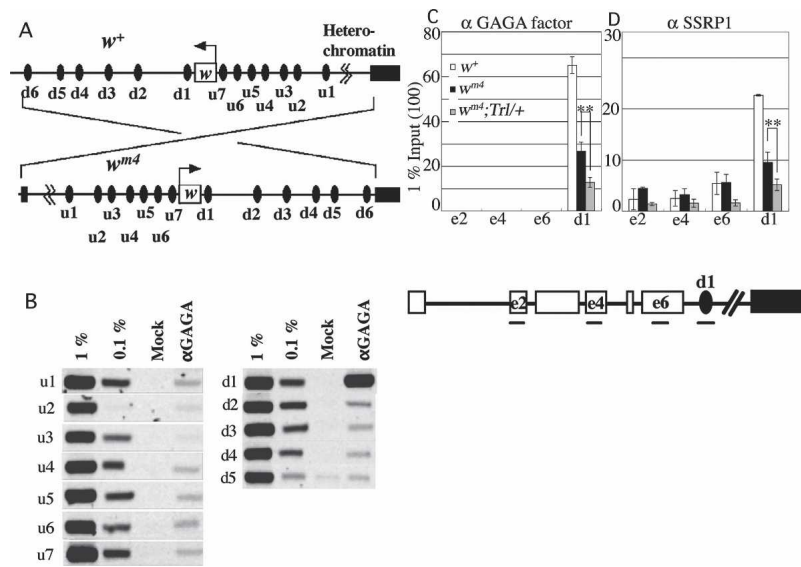 A
w+
Hetero-
chromatin
w
d6 d5 d4 d3 d2 d1 u7 u6 u5 u4 u3 u2 u1
wm4
w
u1 u2 u3 u4 u5 u6 u7 d1 d2 d3 d4 d5 d6
B
1 % 0.1 % Mock αGAGA
u1
u2
u3
u4
u5
u6
u7
1 % 0.1 % Mock αGAGA
d1
d2
d3
d4
d5
C
α GAGA factor
1 % Input (100)
80
60
40
20
0
w+
wm4
wm4;Trl/+
**
e2 e4 e6 d1
D
α SSRP1
30
20
10
0
**
e2 e4 e6 d1
d1
e2 e4 e6